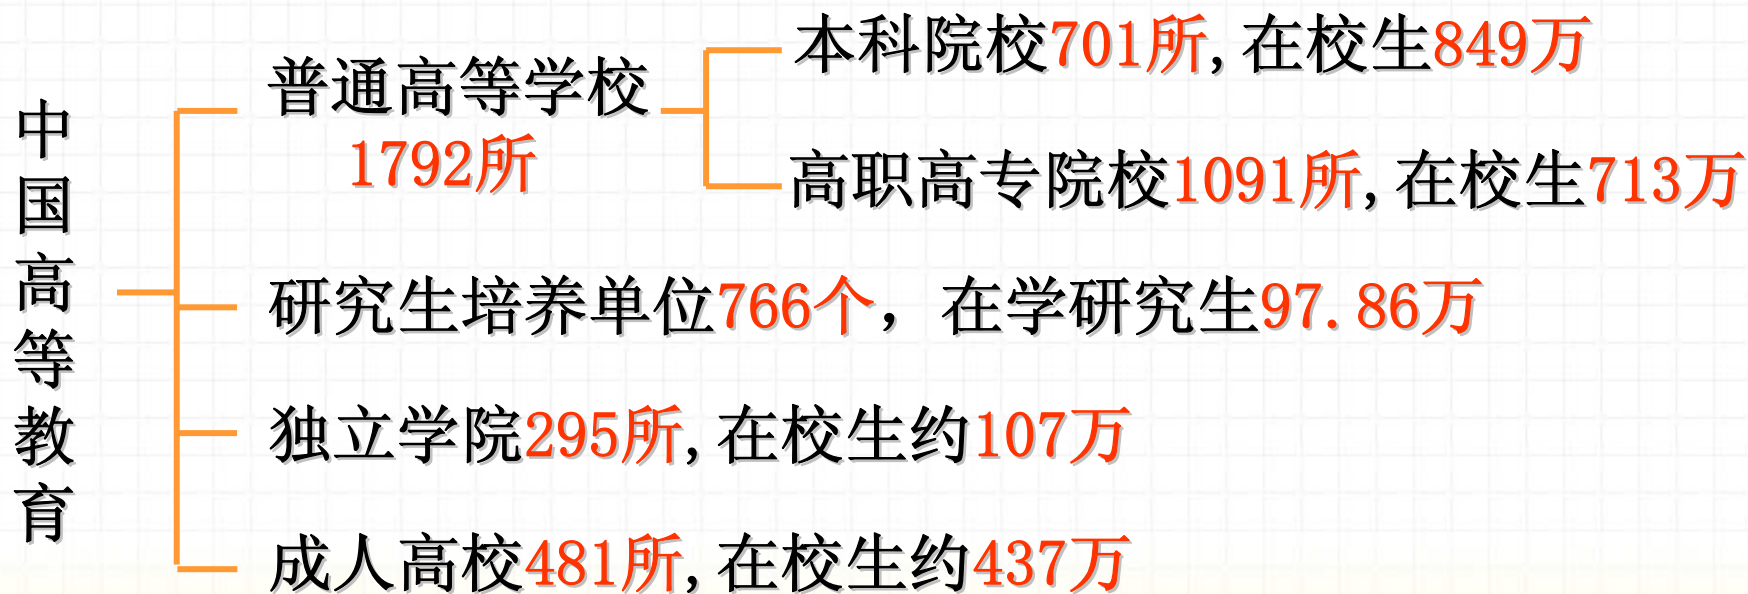 中国高等教育
普通高等学校
1792所
本科院校701所,在校生849万
高职高专院校1091所,在校生713万
研究生培养单位766个，在学研究生97.86万
独立学院295所,在校生约107万
成人高校481所,在校生约437万